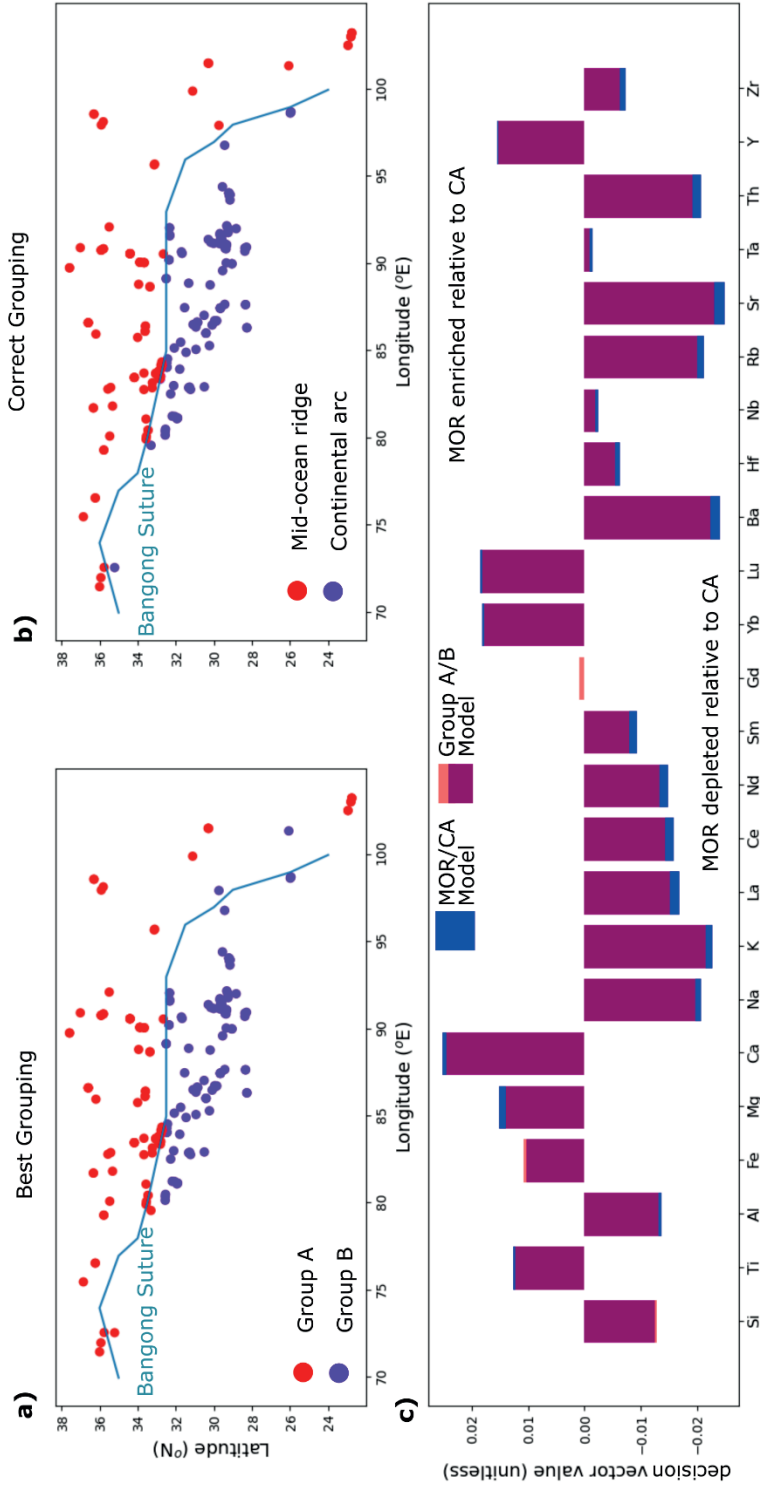 a)
Best Grouping
38
36
34
32
30
28
26
24
Latitude (°N)
Bangong Suture
Group A
Group B
70
75
80
85
90
95
100
Longitude (°E)
b)
Correct Grouping
38
36
34
32
30
28
26
24
Bangong Suture
Mid-ocean ridge
Continental arc
70
75
80
85
90
95
100
Longitude (°E)
c)
decision vector value (unitless)
0.02
0.01
0.00
−0.01
−0.02
MOR/CA
Model
Group A/B
Model
MOR enriched relative to CA
MOR depleted relative to CA
Si
Ti
Al
Fe
Mg
Ca
Na
K
La
Ce
Nd
Sm
Gd
Yb
Lu
Ba
Hf
Nb
Rb
Sr
Ta
Th
Y
Zr